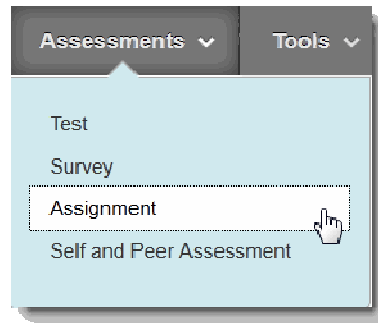 Assessments Tools
Test
Survey
Assignment
Self and Peer Assessment